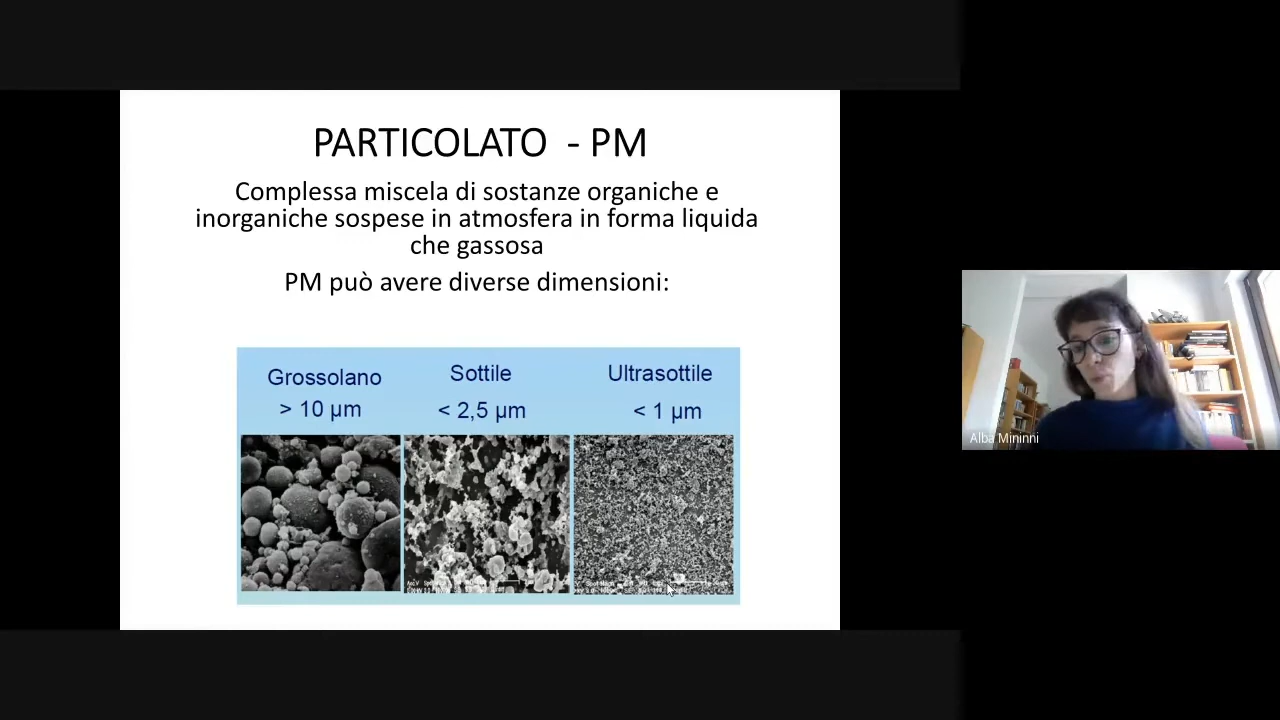 PARTICOLATO - PM
Complessa miscela di sostanze organiche e
inorganiche sospese in atmosfera in forma liquida
che gassosa
PM può avere diverse dimensioni:
Grossolano
> 10 µm
Sottile
< 2,5 µm
Ultrasottile
< 1 µm
Alba Mininni